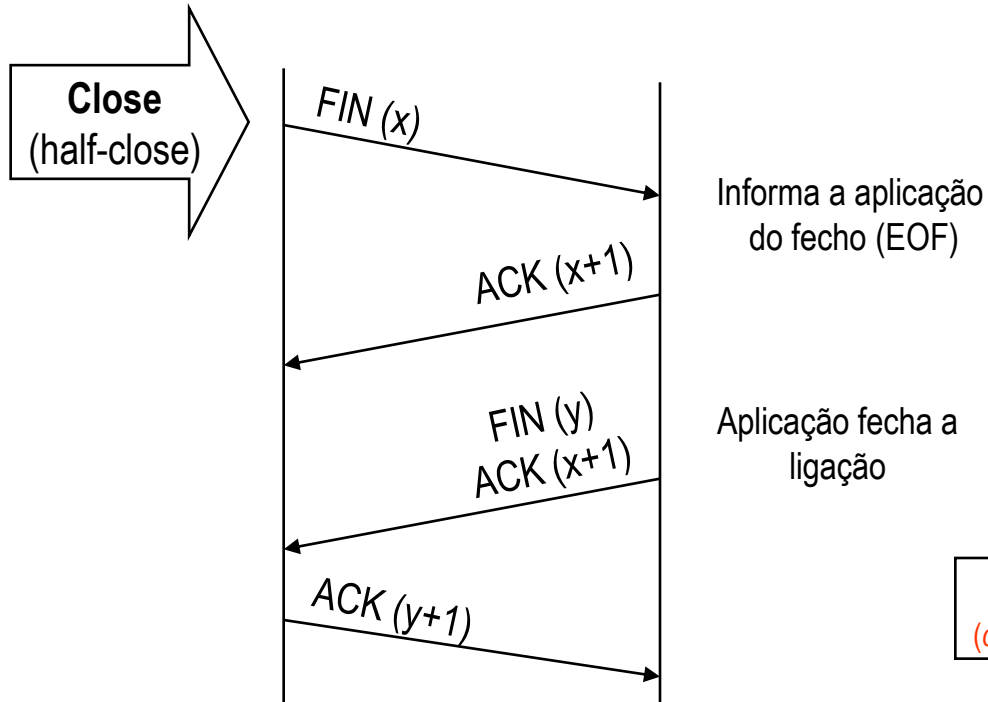 Close
(half-close)
FIN (x)
Informa a aplicação
do fecho (EOF)
ACK (x+1)
FIN (y)
ACK (x+1)
Aplicação fecha a
ligação
ACK (y+1)